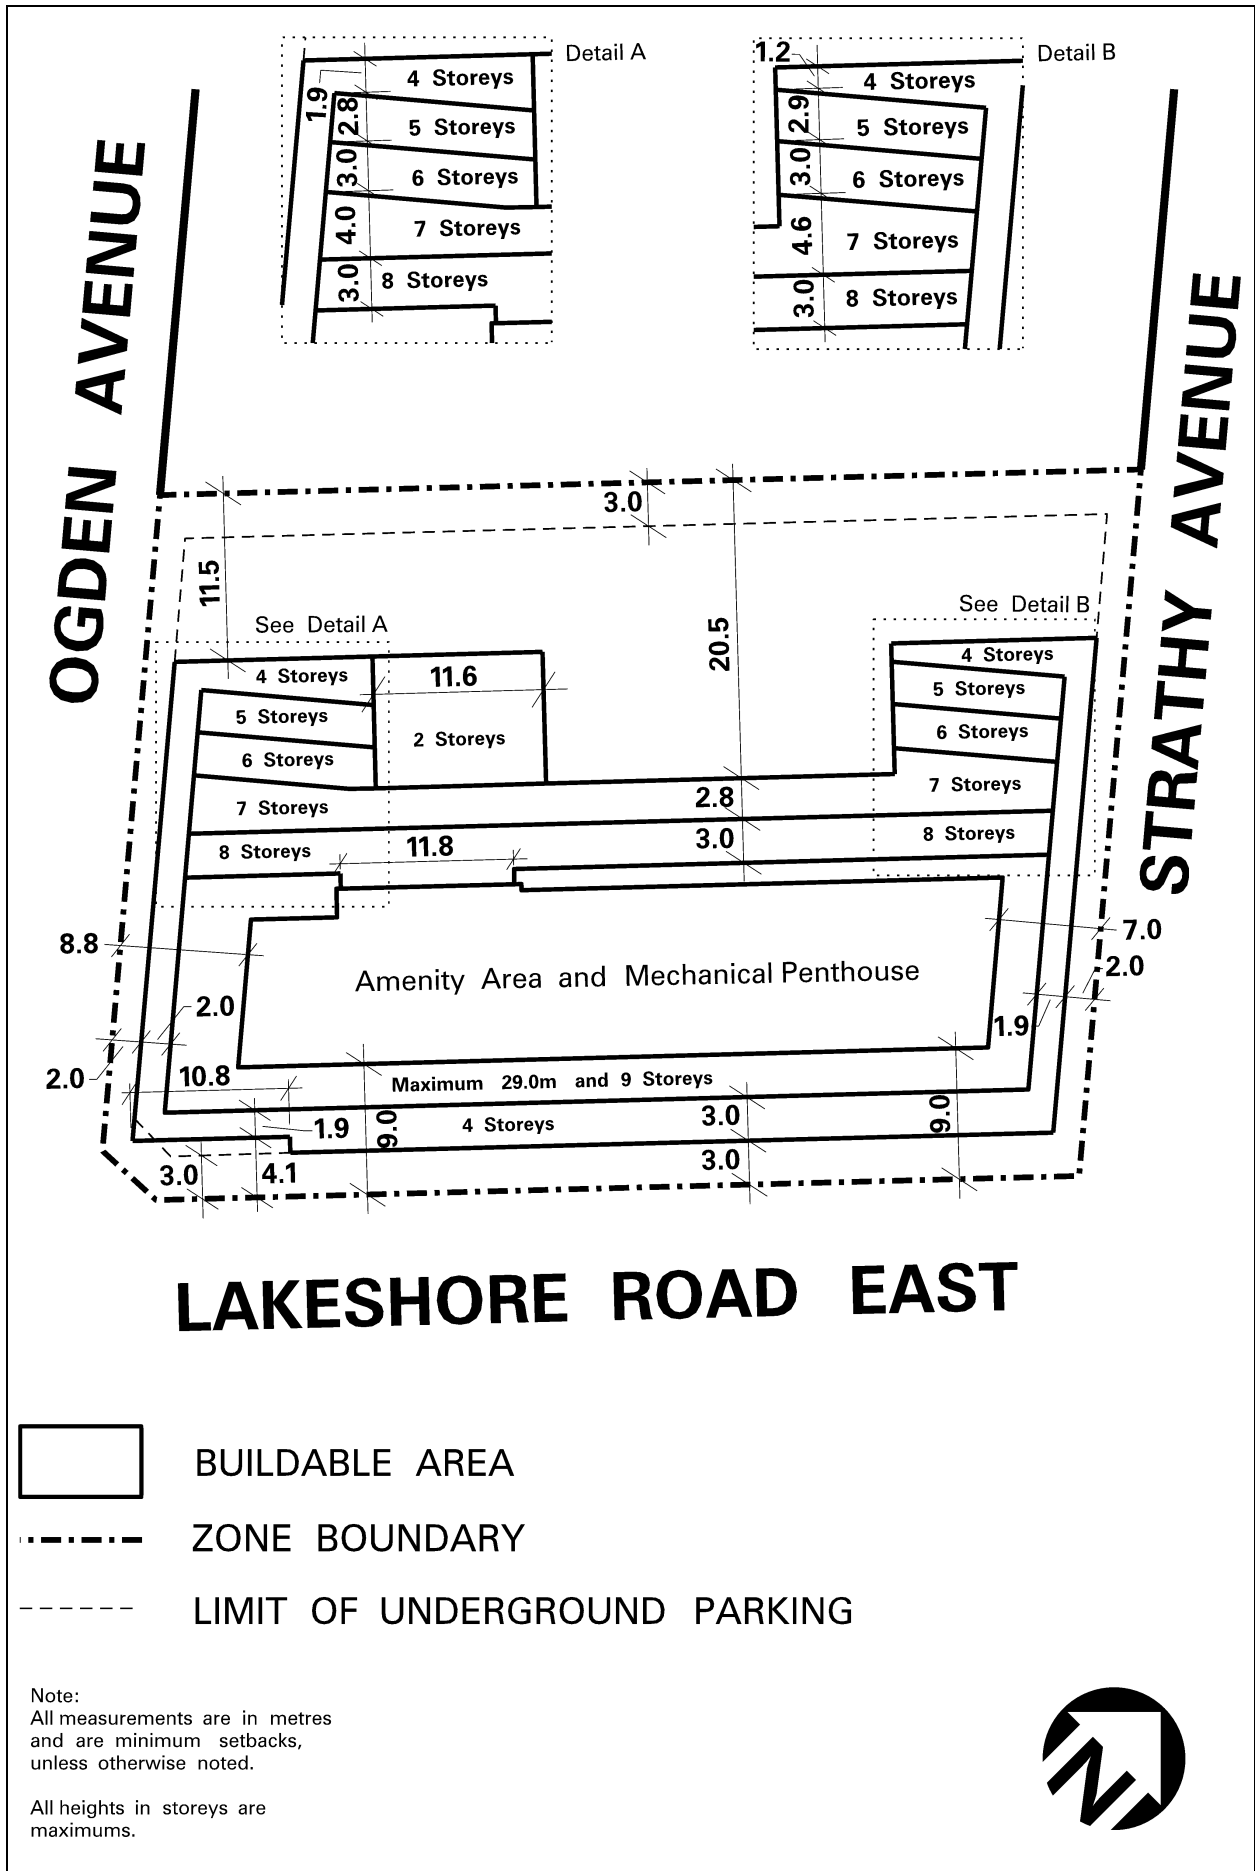 Detail A
1.9
4 Storeys
2.8
5 Storeys
3.0
6 Storeys
4.0
7 Storeys
3.0
8 Storeys
Detail B
1.2
4 Storeys
2.9
5 Storeys
3.0
6 Storeys
4.6
7 Storeys
3.0
8 Storeys
OGDEN AVENUE
STRATHY AVENUE
3.0
11.5
20.5
See Detail A
See Detail B
4 Storeys
5 Storeys
6 Storeys
7 Storeys
8 Storeys
11.6
2 Storeys
4 Storeys
5 Storeys
6 Storeys
7 Storeys
8 Storeys
2.8
3.0
11.8
8.8
7.0
2.0
Amenity Area and Mechanical Penthouse
2.0
1.9
2.0
10.8
Maximum 29.0m and 9 Storeys
1.9
9.0
4 Storeys
3.0
9.0
3.0
4.1
3.0
LAKESHORE ROAD EAST
BUILDABLE AREA
ZONE BOUNDARY
LIMIT OF UNDERGROUND PARKING
Note:
All measurements are in metres
and are minimum setbacks,
unless otherwise noted.
All heights in storeys are
maximums.
N